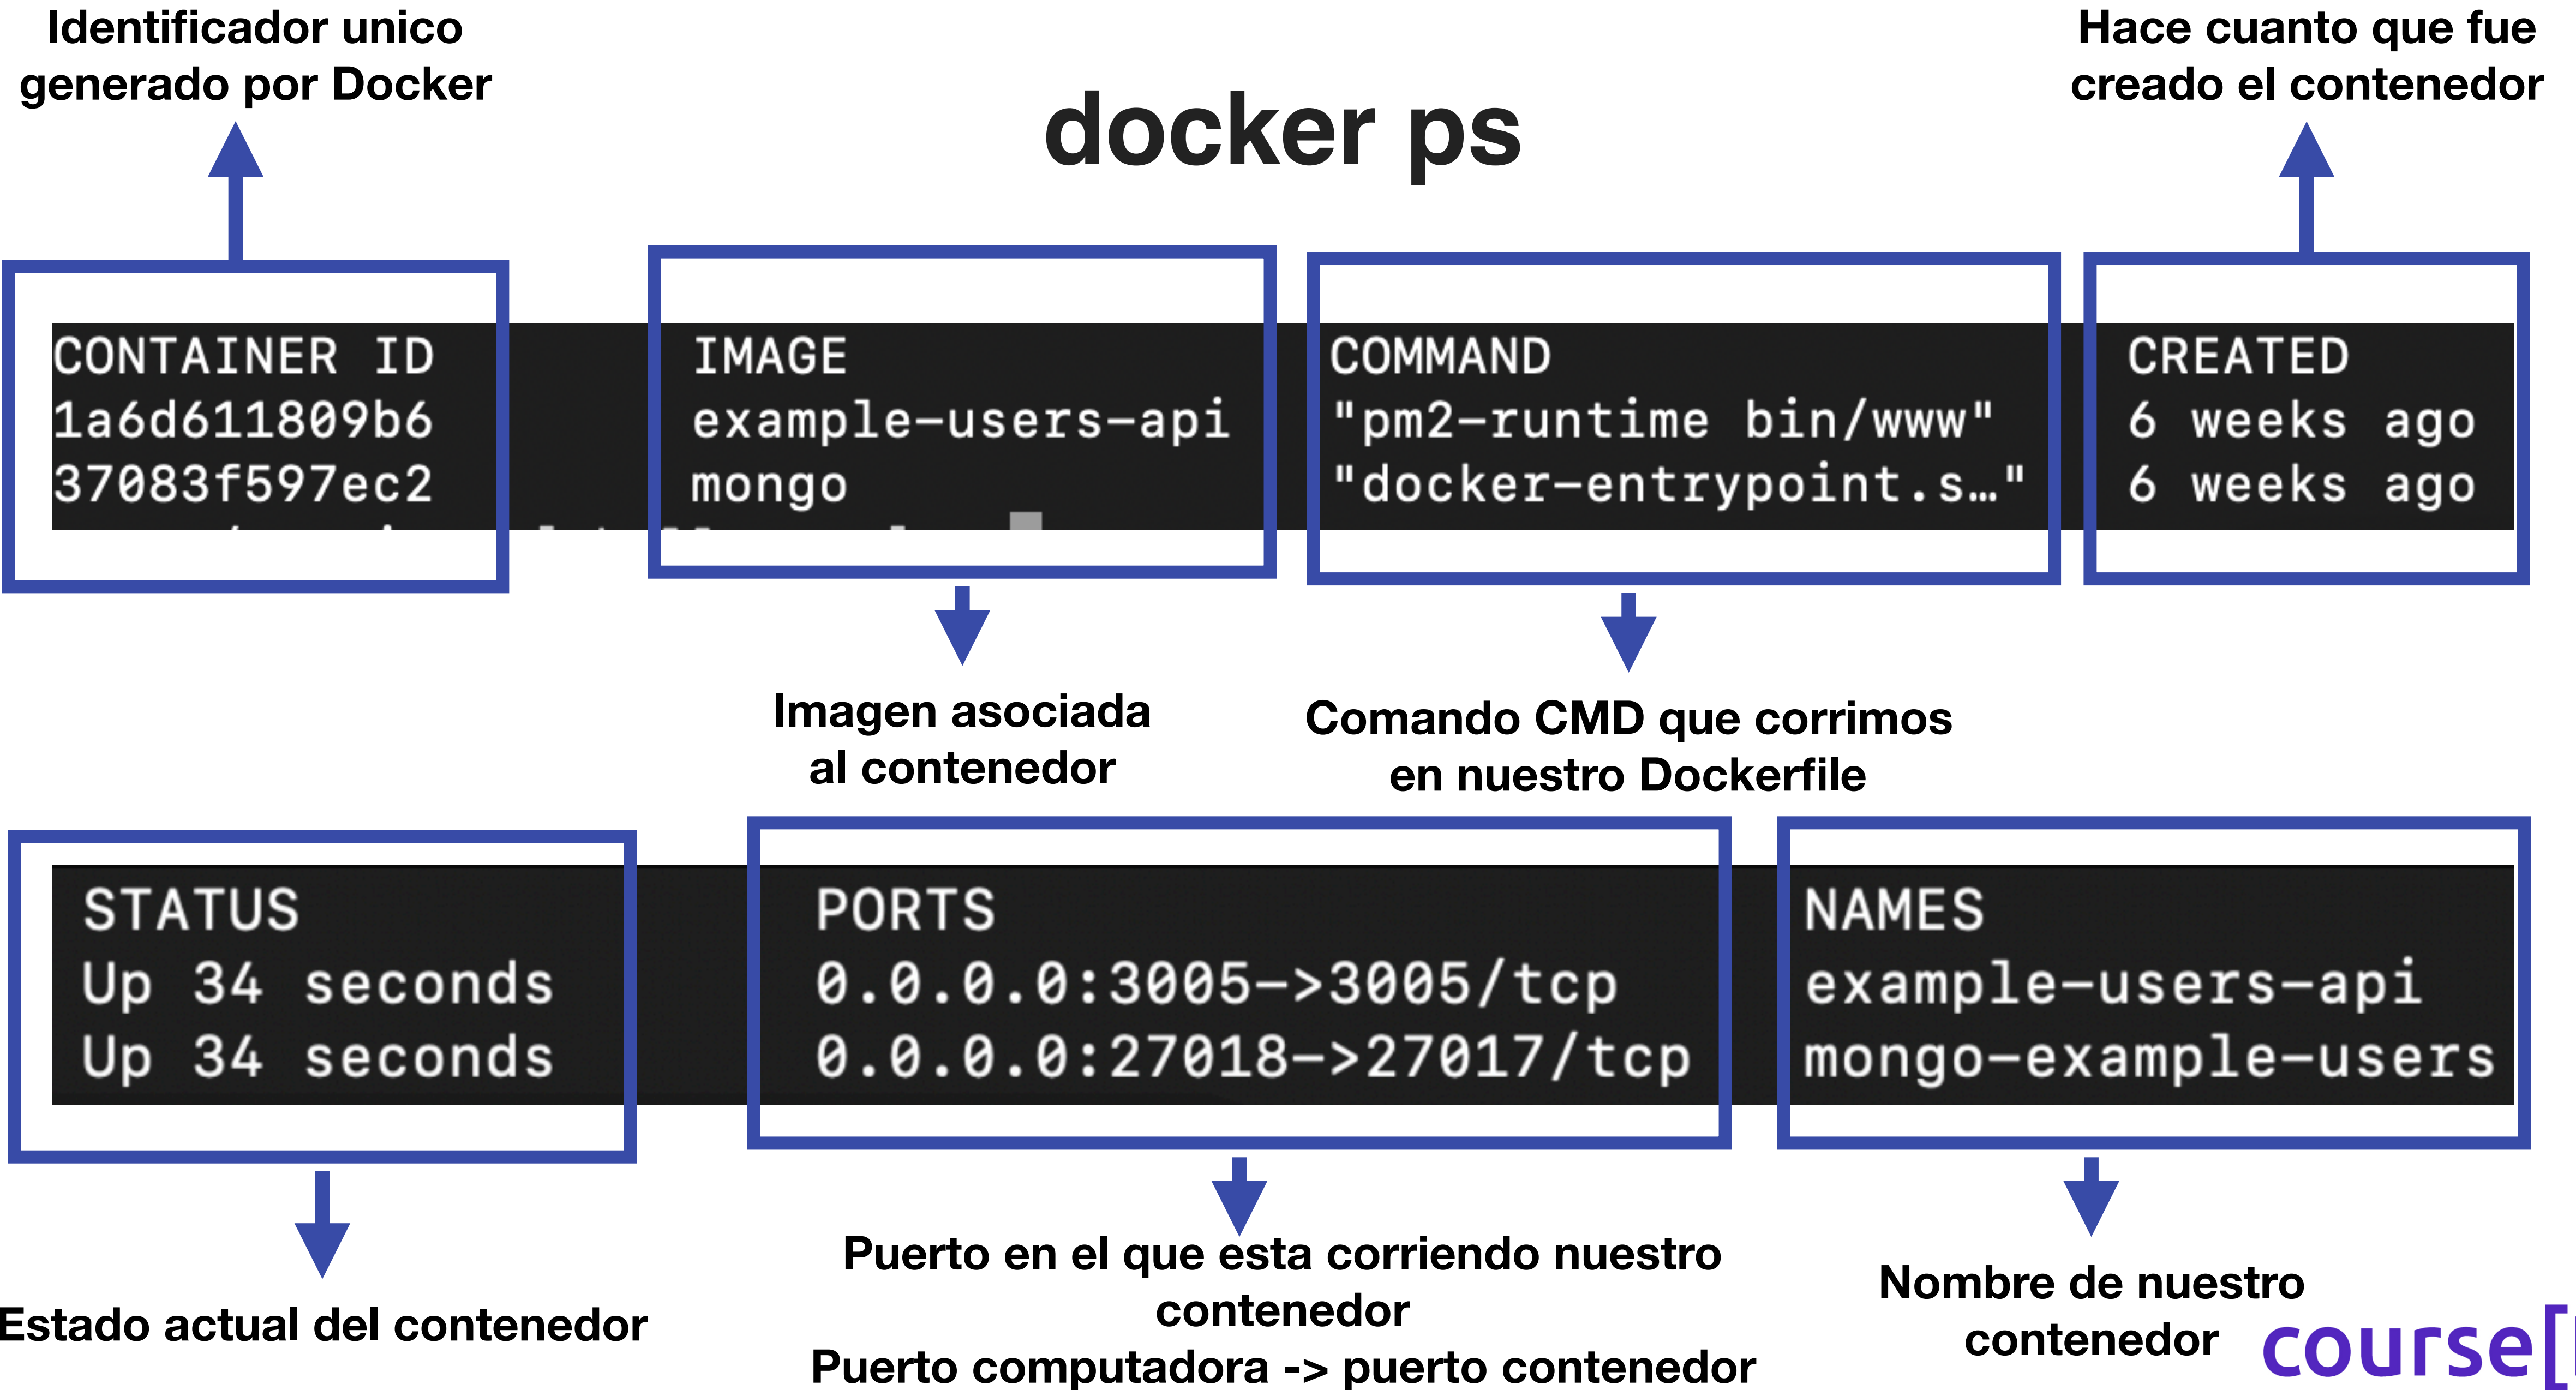 Identificador unico
generado por Docker
Hace cuanto que fue
creado el contenedor
docker ps
CONTAINER ID IMAGE COMMAND CREATED
1a6d611809b6 example-users-api "pm2-runtime bin/www" 6 weeks ago
37083f597ec2 mongo "docker-entrypoint.s…" 6 weeks ago
Imagen asociada
al contenedor
Comando CMD que corrimos
en nuestro Dockerfile
STATUS PORTS NAMES
Up 34 seconds 0.0.0.0:3005->3005/tcp example-users-api
Up 34 seconds 0.0.0.0:27018->27017/tcp mongo-example-users
Estado actual del contenedor
Puerto en el que esta corriendo nuestro
contenedor
Puerto computadora -> puerto contenedor
Nombre de nuestro
contenedor
course[